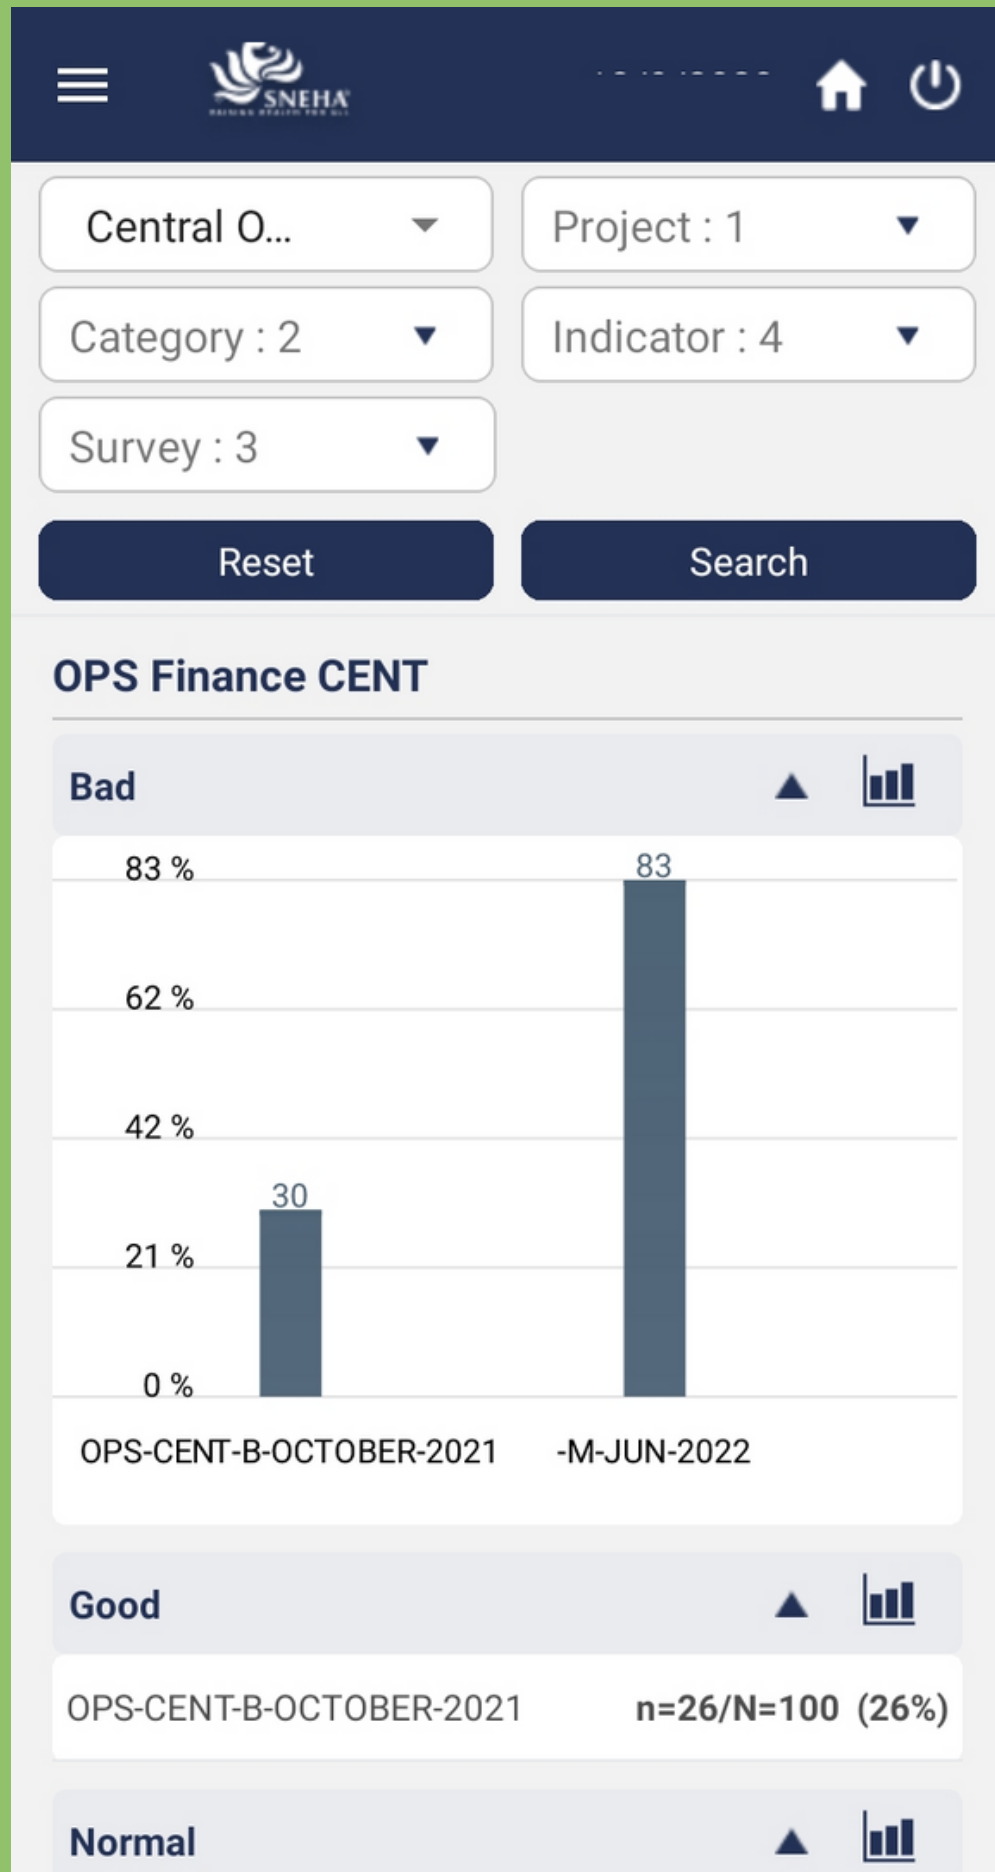 SNEHA
Central O...
Project : 1
Category : 2
Indicator : 4
Survey : 3
Reset
Search
OPS Finance CENT
Bad
83 %
83
62 %
42 %
30
21 %
0 %
OPS-CENT-B-OCTOBER-2021
-M-JUN-2022
Good
OPS-CENT-B-OCTOBER-2021 n=26/N=100 (26%)
Normal